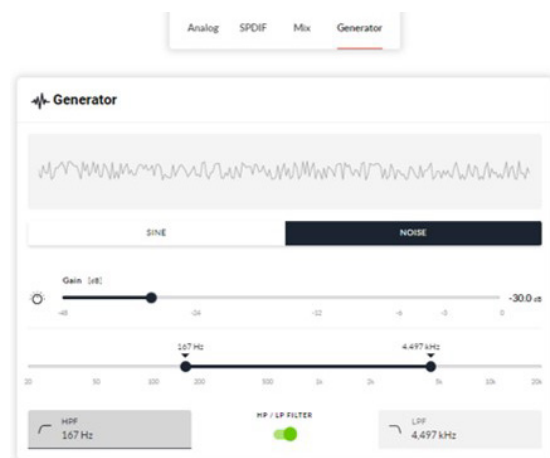 Analog SPDIF Mix Generator
Generator
SINE NOISE
Gain [dB]
-30.0 dB
-48 -24 -12 -6 -3 0
167 Hz 4.497 kHz
20 50 100 200 500 1k 2k 5k 10k 20k
HPF
167 Hz
HP / LP FILTER
LPF
4,497 kHz